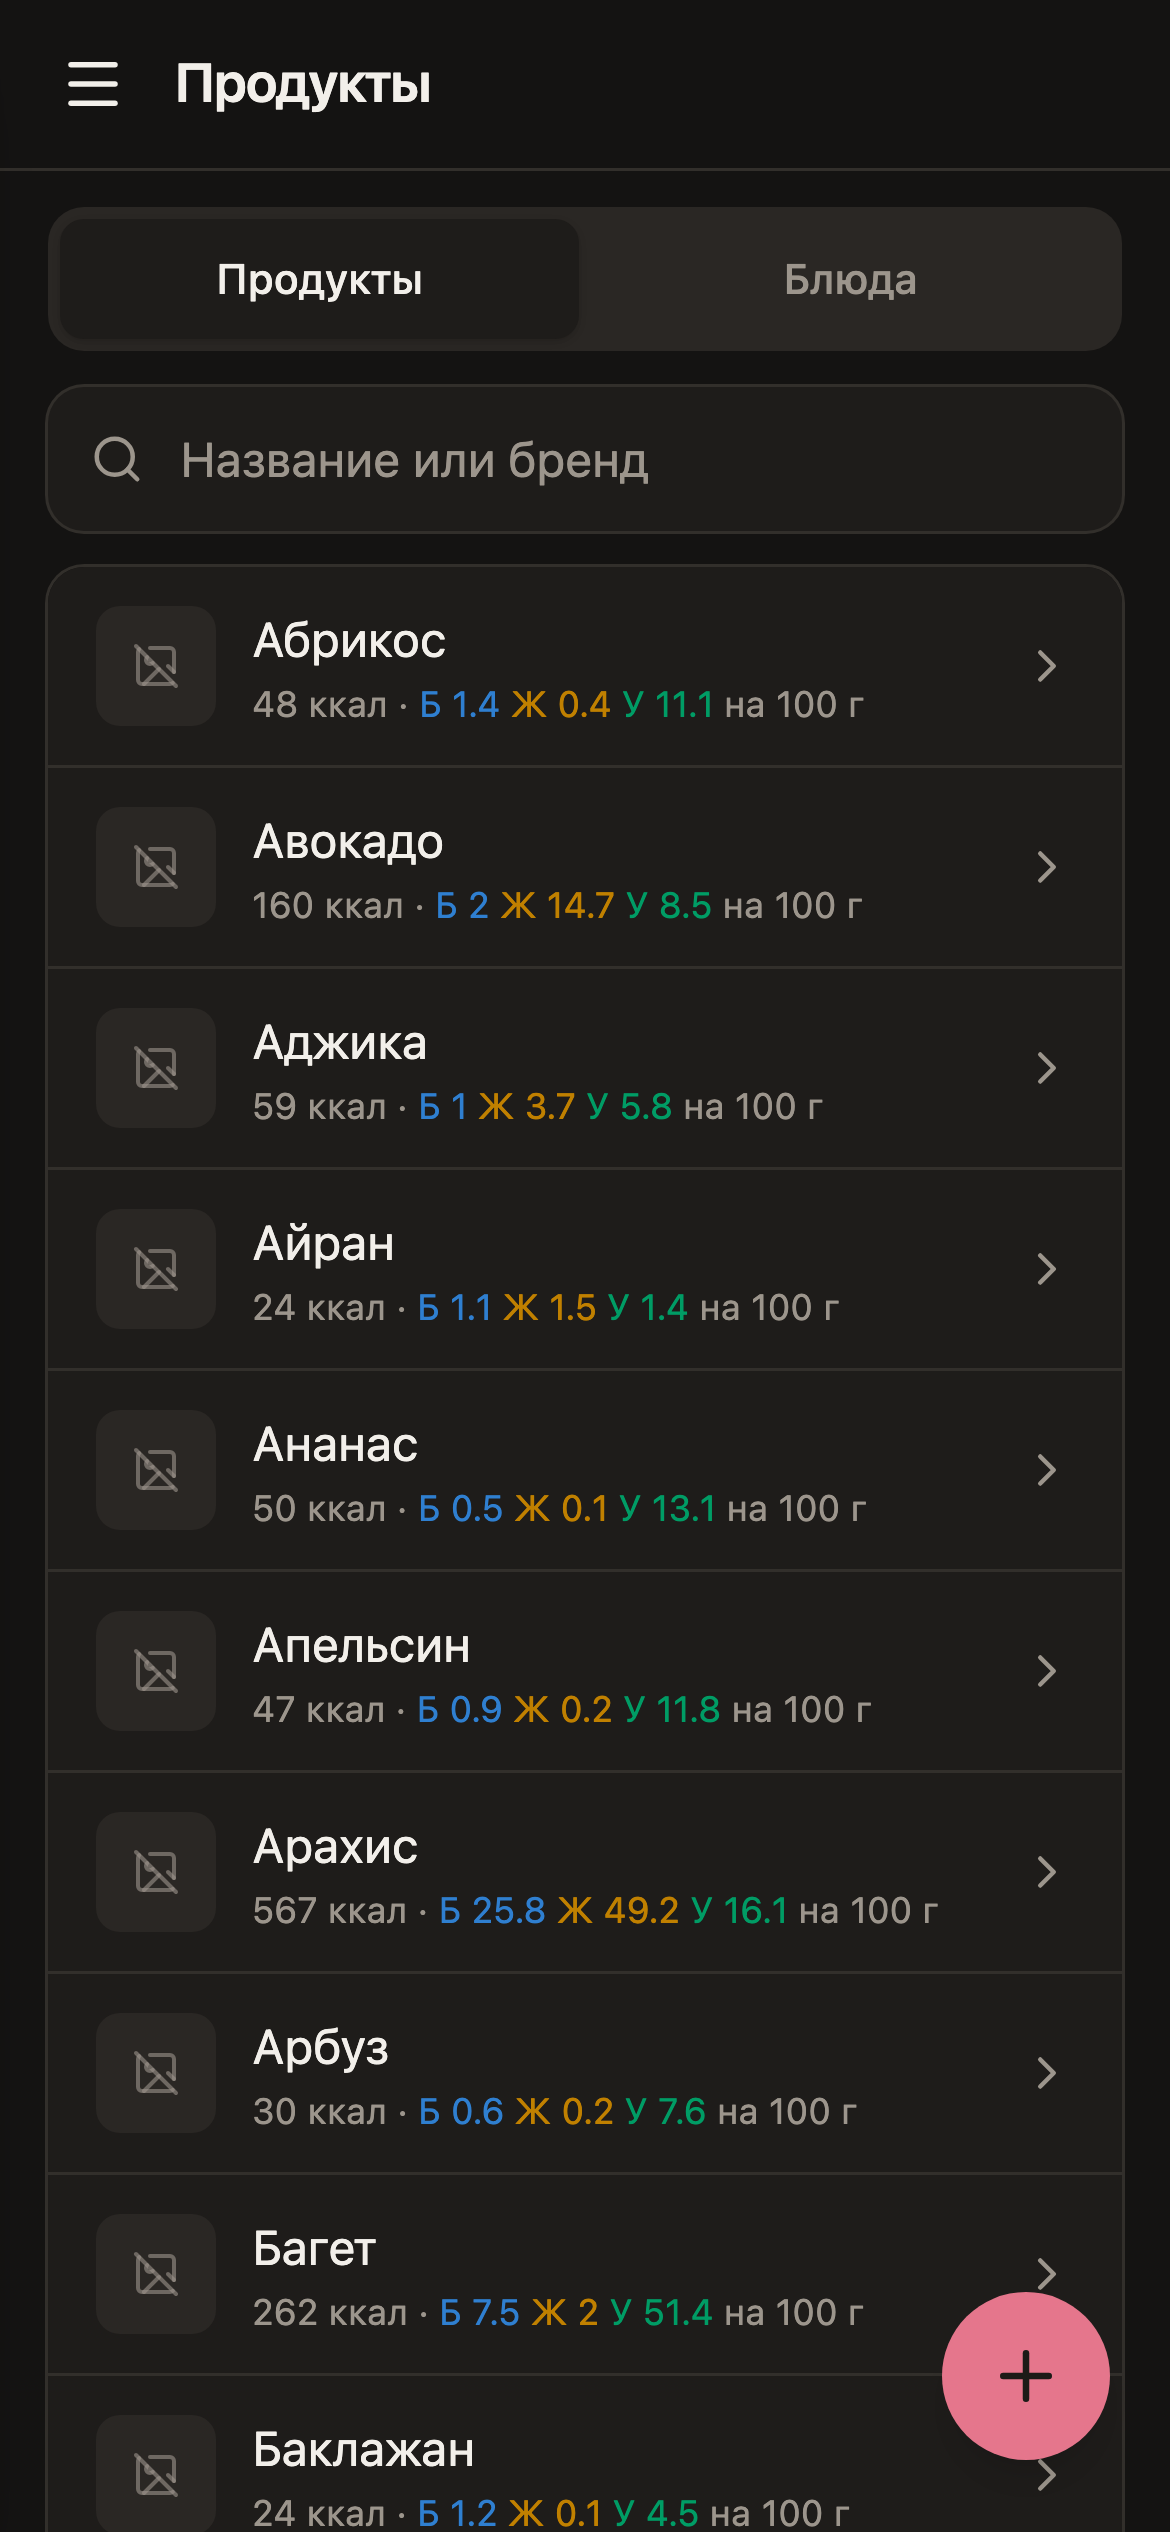 Продукты
Продукты
Блюда
Название или бренд
Абрикос
48 ккал · Б 1.4 Ж 0.4 У 11.1 на 100 г
Авокадо
160 ккал · Б 2 Ж 14.7 У 8.5 на 100 г
Аджика
59 ккал · Б 1 Ж 3.7 У 5.8 на 100 г
Айран
24 ккал · Б 1.1 Ж 1.5 У 1.4 на 100 г
Ананас
50 ккал · Б 0.5 Ж 0.1 У 13.1 на 100 г
Апельсин
47 ккал · Б 0.9 Ж 0.2 У 11.8 на 100 г
Арахис
567 ккал · Б 25.8 Ж 49.2 У 16.1 на 100 г
Арбуз
30 ккал · Б 0.6 Ж 0.2 У 7.6 на 100 г
Багет
262 ккал · Б 7.5 Ж 2 У 51.4 на 100 г
Баклажан
24 ккал · Б 1.2 Ж 0.1 У 4.5 на 100 г